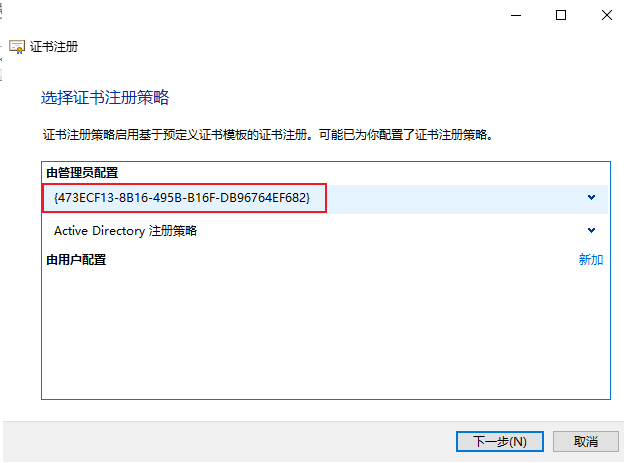 证书注册
选择证书注册策略
证书注册策略启用基于预定义证书模板的证书注册。可能已为你配置了证书注册策略。
由管理员配置
{473ECF13-8B16-495B-B16F-DB96764EF682}
Active Directory 注册策略
由用户配置 新加
下一步(N) 取消